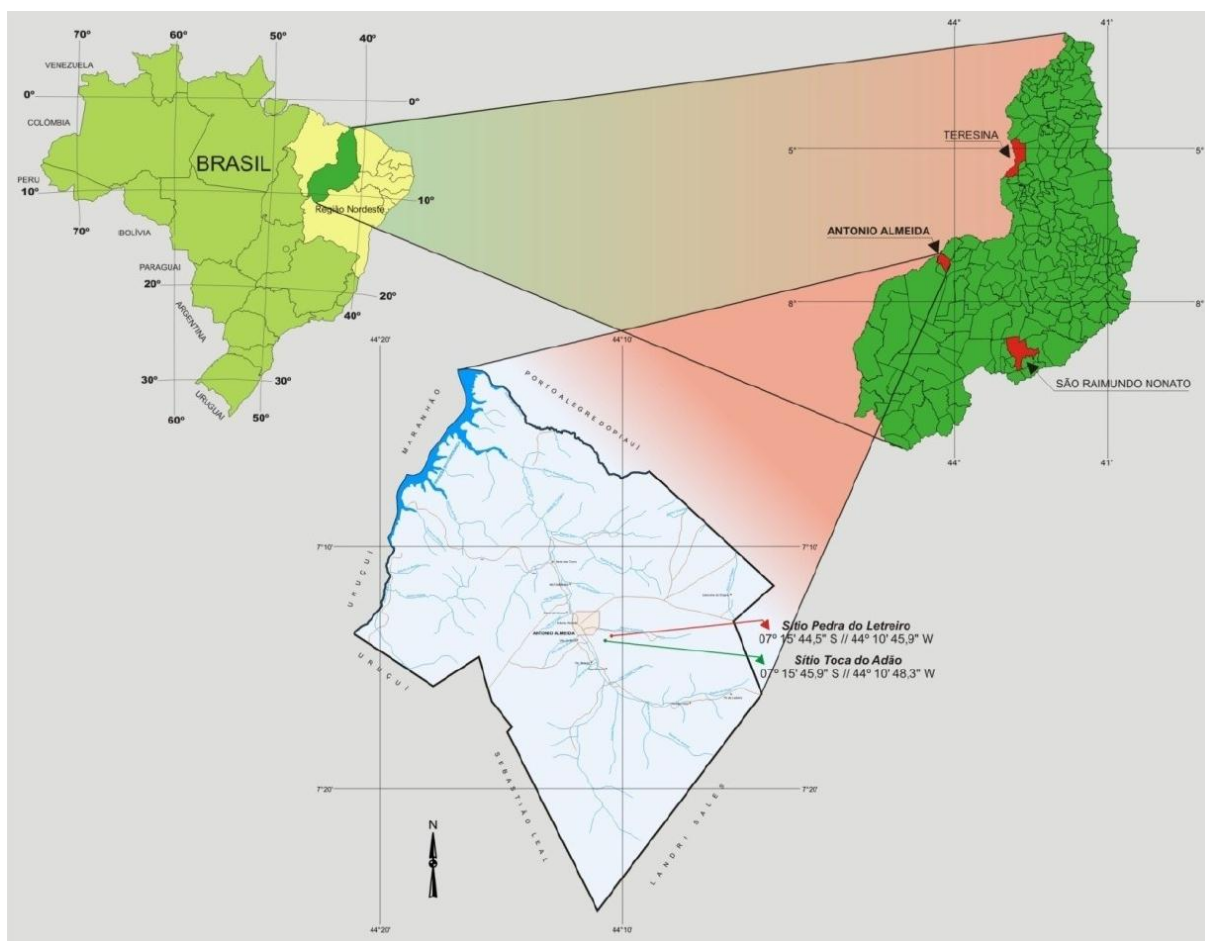 70º
60º
50º
40º
VENEZUELA
0º
0º
COLÔMBIA
BRASIL
PERU
10º
Região Nordeste
10º
70º
BOLÍVIA
PARAGUAI
20º
20º
40º
ARGENTINA
30º
30º
URUGUAI
60º
50º
44'
41'
TERESINA
5º
5º
ANTONIO ALMEIDA
8º
8º
SÃO RAIMUNDO NONATO
44º
41'
44º20'
44º10'
MARANHÃO
PORTO ALEGRE DO PIAUÍ
7º10'
7º10'
URUÇUÍ
ANTONIO ALMEIDA
Sítio Pedra do Letreiro
07º 15' 44,5" S // 44º 10' 45,9" W
Sítio Toca do Adão
07º 15' 45,9" S // 44º 10' 48,3" W
URUÇUÍ
SEBASTIÃO LEAL
LANDRI SALES
7º20'
7º20'
N
44º20'
44º10'